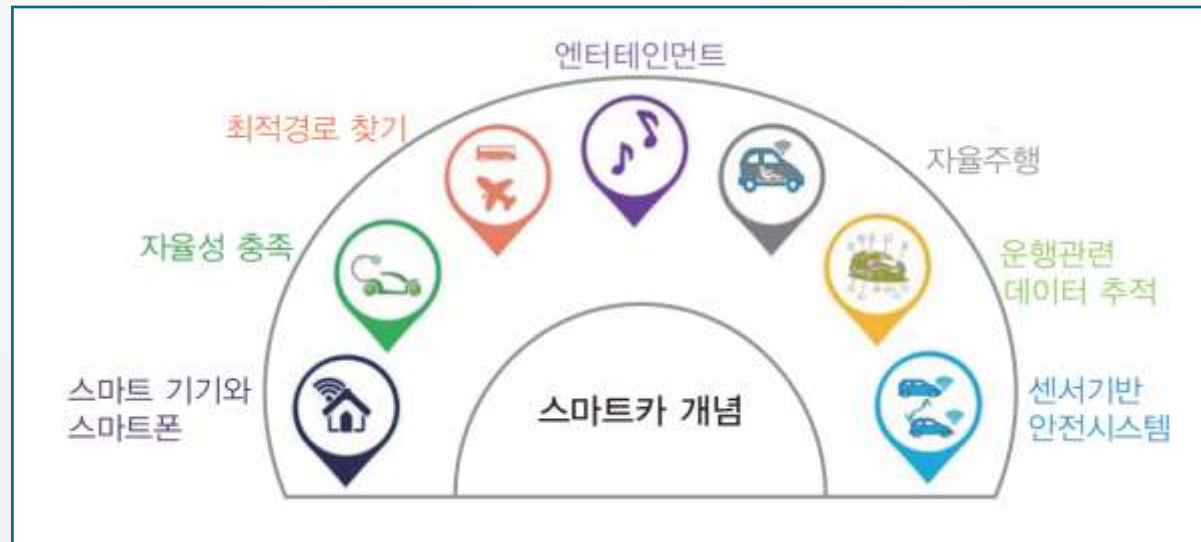 엔터테인먼트
최적경로 찾기
자율주행
자율성 충족
운행관련
데이터 추적
스마트 기기와
스마트폰
스마트카 개념
센서기반
안전시스템